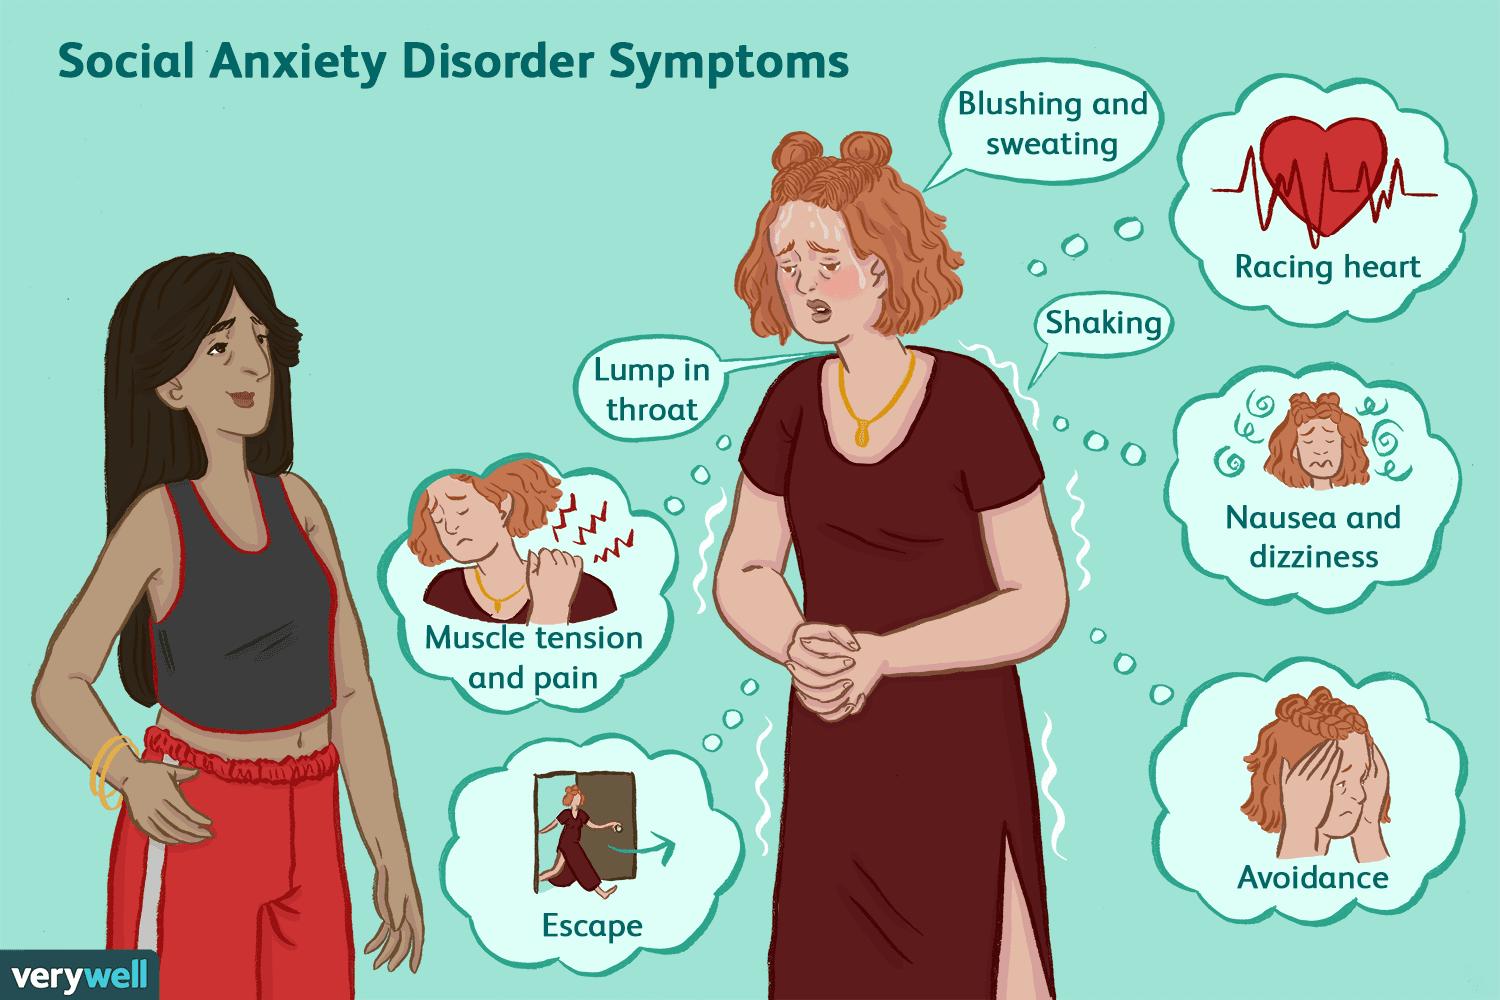 Social Anxiety Disorder Symptoms
Blushing and
sweating
Racing heart
Shaking
Lump in
throat
Nausea and
dizziness
Muscle tension
and pain
Avoidance
Escape
verywell